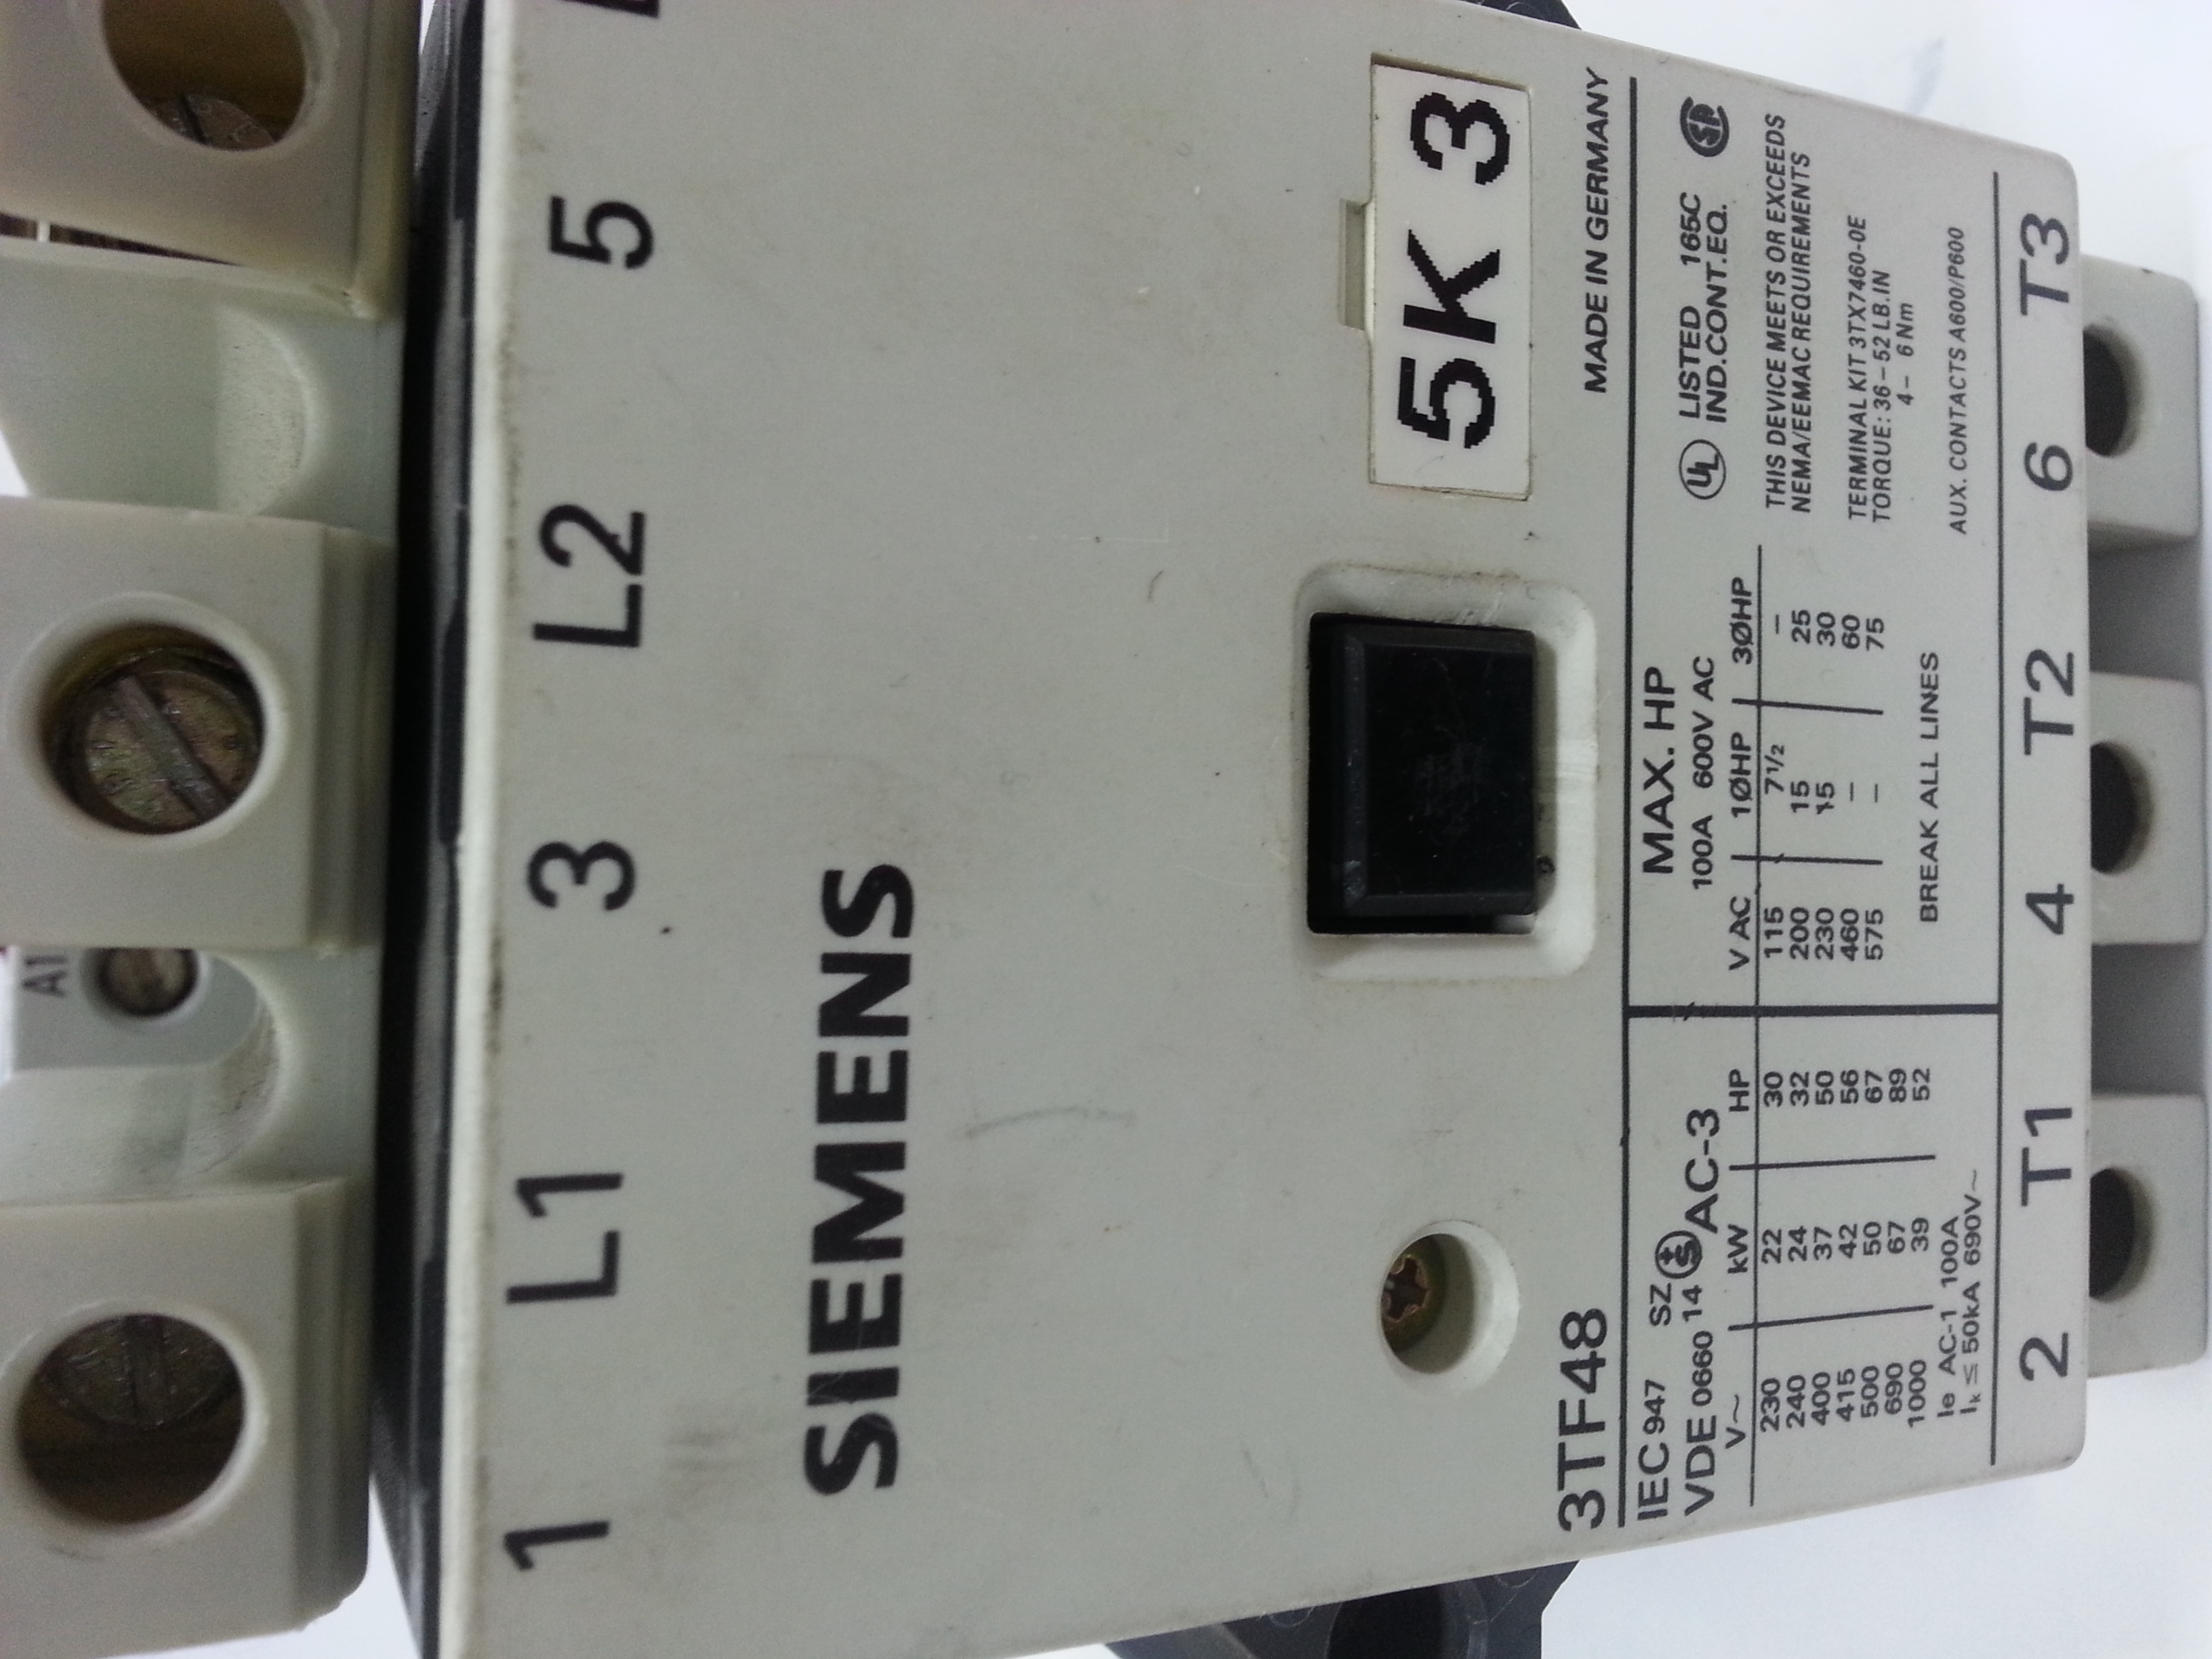 A1
1 L1 3 L2 5
SIEMENS
5K 3
3TF48
MADE IN GERMANY
IEC 947 SZ
VDE 0660 14 AC-3
V~ kW HP
230 22 30
240 24 32
400 37 50
415 42 56
500 50 67
690 67 89
1000 39 52
Ie AC-1 100A
Ik ≤ 50kA 690V~
MAX. HP
100A 600V AC
V AC 1ØHP 3ØHP
115 7½ –
200 15 25
230 15 30
460 – 60
575 – 75
BREAK ALL LINES
UL LISTED 165C SA
IND.CONT.EQ.
THIS DEVICE MEETS OR EXCEEDS
NEMA/EEMAC REQUIREMENTS
TERMINAL KIT 3TX7460-0E
TORQUE: 36 – 52 LB.IN
4 – 6 Nm
AUX. CONTACTS A600/P600
2 T1 4 T2 6 T3